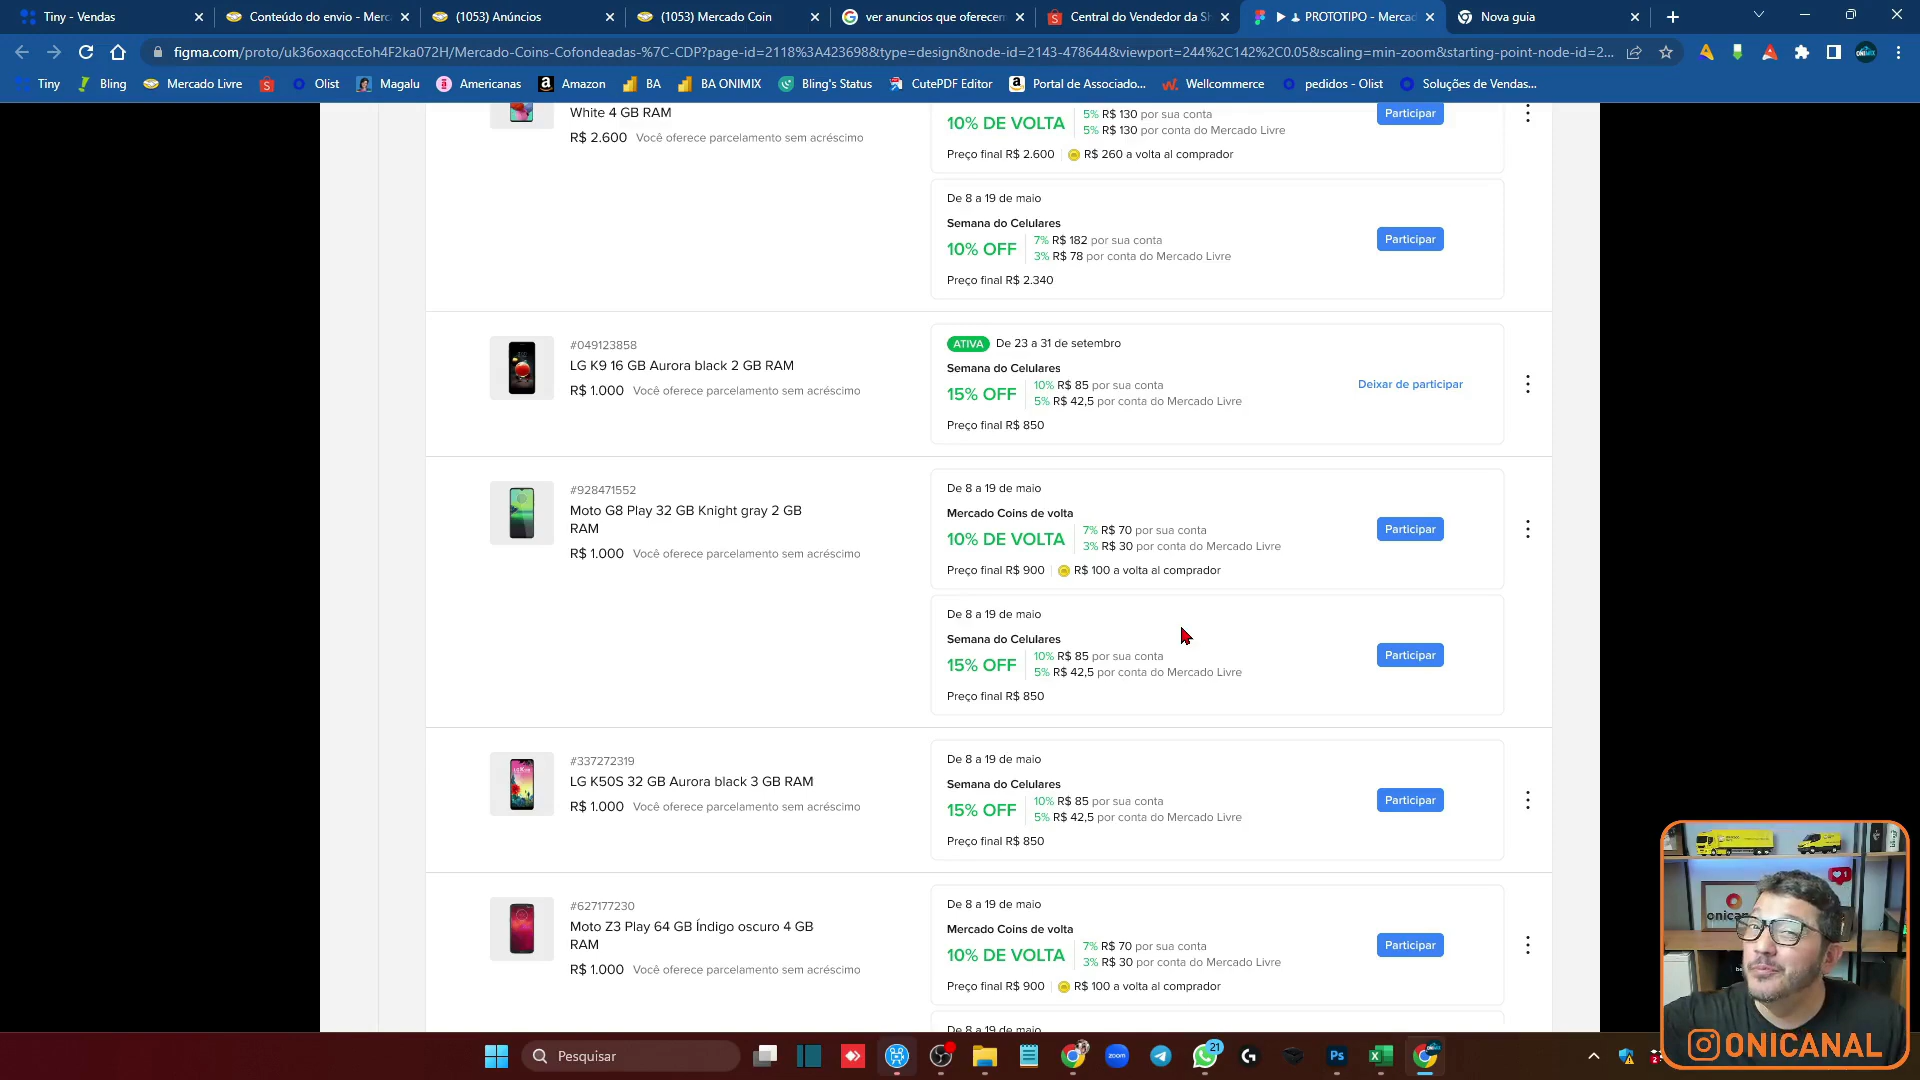 Tiny - Vendas
Conteúdo do envio - Merc
(1053) Anúncios
(1053) Mercado Coin
ver anuncios que oferecem
Central do Vendedor da Sh
PROTOTIPO - Mercad
Nova guia
figma.com/proto/uk36oxaqccEoh4F2ka072H/Mercado-Coins-Cofondeadas-%7C-CDP?page-id=2118%3A423698&type=design&node-id=2143-478644&viewport=244%2C142%2C0.05&scaling=min-zoom&starting-point-node-id=2...
Tiny
Bling
Mercado Livre
Olist
Magalu
Americanas
Amazon
BA
BA ONIMIX
Bling's Status
CutePDF Editor
Portal de Associado...
Wellcommerce
pedidos - Olist
Soluções de Vendas...
White 4 GB RAM
R$ 2.600 Você oferece parcelamento sem acréscimo
10% DE VOLTA
5% R$ 130 por sua conta
5% R$ 130 por conta do Mercado Livre
Preço final R$ 2.600
R$ 260 a volta al comprador
Participar
De 8 a 19 de maio
Semana do Celulares
10% OFF
7% R$ 182 por sua conta
3% R$ 78 por conta do Mercado Livre
Preço final R$ 2.340
Participar
#049123858
LG K9 16 GB Aurora black 2 GB RAM
R$ 1.000 Você oferece parcelamento sem acréscimo
ATIVA De 23 a 31 de setembro
Semana do Celulares
15% OFF
10% R$ 85 por sua conta
5% R$ 42,5 por conta do Mercado Livre
Preço final R$ 850
Deixar de participar
#928471552
Moto G8 Play 32 GB Knight gray 2 GB
RAM
R$ 1.000 Você oferece parcelamento sem acréscimo
De 8 a 19 de maio
Mercado Coins de volta
10% DE VOLTA
7% R$ 70 por sua conta
3% R$ 30 por conta do Mercado Livre
Preço final R$ 900
R$ 100 a volta al comprador
Participar
De 8 a 19 de maio
Semana do Celulares
15% OFF
10% R$ 85 por sua conta
5% R$ 42,5 por conta do Mercado Livre
Preço final R$ 850
Participar
#337272319
LG K50S 32 GB Aurora black 3 GB RAM
R$ 1.000 Você oferece parcelamento sem acréscimo
De 8 a 19 de maio
Semana do Celulares
15% OFF
10% R$ 85 por sua conta
5% R$ 42,5 por conta do Mercado Livre
Preço final R$ 850
Participar
#627177230
Moto Z3 Play 64 GB Índigo oscuro 4 GB
RAM
R$ 1.000 Você oferece parcelamento sem acréscimo
De 8 a 19 de maio
Mercado Coins de volta
10% DE VOLTA
7% R$ 70 por sua conta
3% R$ 30 por conta do Mercado Livre
Preço final R$ 900
R$ 100 a volta al comprador
Participar
De 8 a 19 de maio
onican
ONICANAL
Pesquisar
zoom
21
Ps